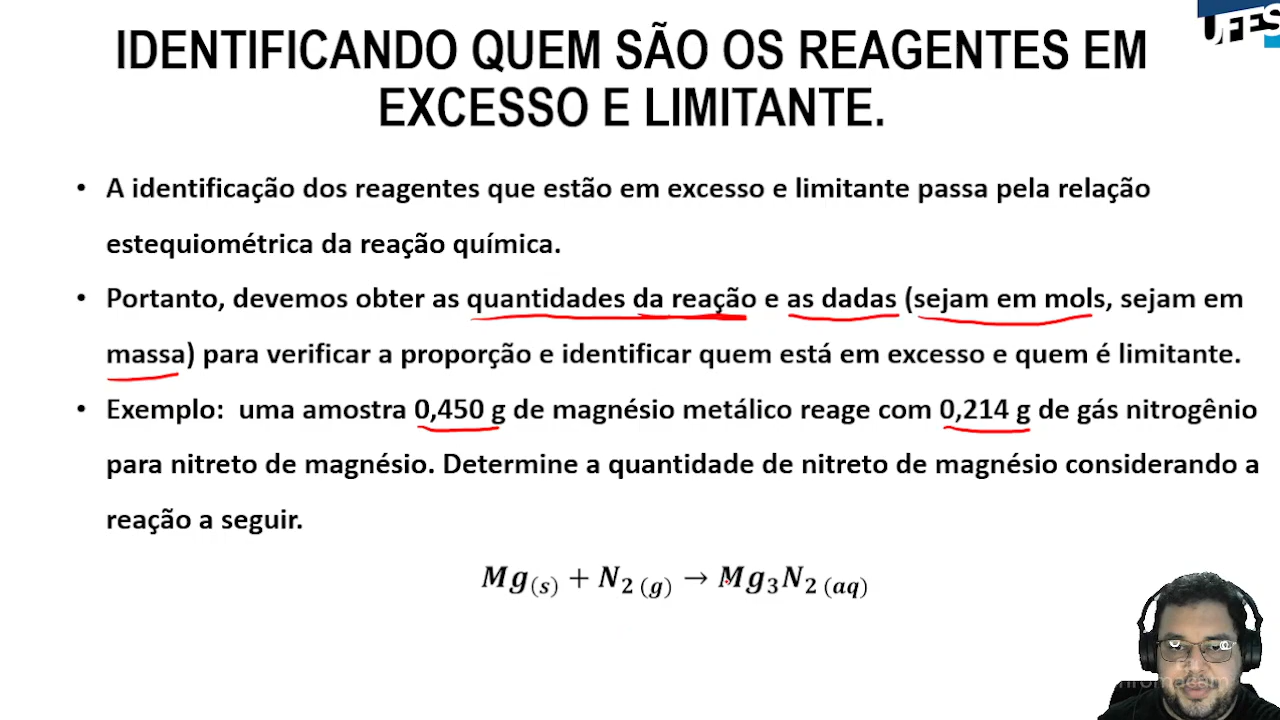 UFES
IDENTIFICANDO QUEM SÃO OS REAGENTES EM
EXCESSO E LIMITANTE.
• A identificação dos reagentes que estão em excesso e limitante passa pela relação
estequiométrica da reação química.
• Portanto, devemos obter as quantidades da reação e as dadas (sejam em mols, sejam em
massa) para verificar a proporção e identificar quem está em excesso e quem é limitante.
• Exemplo: uma amostra 0,450 g de magnésio metálico reage com 0,214 g de gás nitrogênio
para nitreto de magnésio. Determine a quantidade de nitreto de magnésio considerando a
reação a seguir.
Mg(s) + N2 (g) → Mg3N2 (aq)